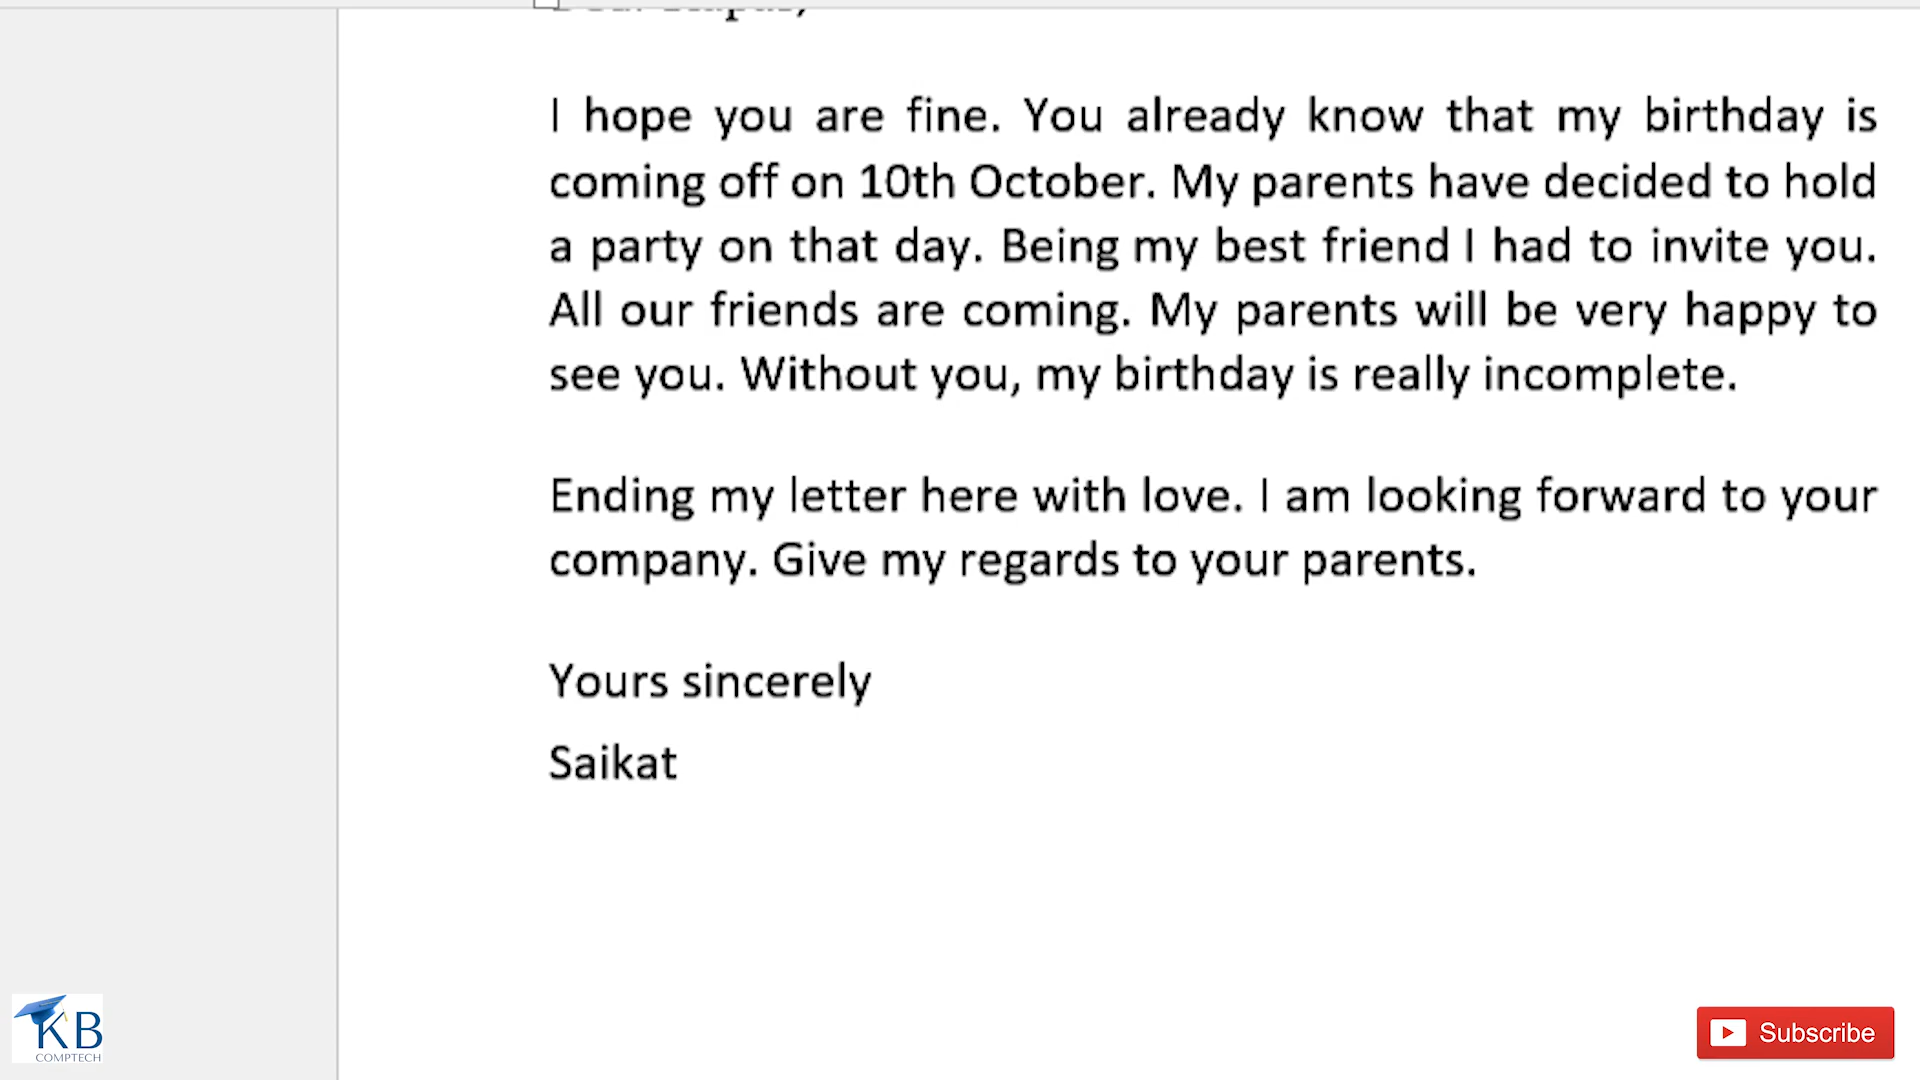 I hope you are fine. You already know that my birthday is
coming off on 10th October. My parents have decided to hold
a party on that day. Being my best friend I had to invite you.
All our friends are coming. My parents will be very happy to
see you. Without you, my birthday is really incomplete.
Ending my letter here with love. I am looking forward to your
company. Give my regards to your parents.
Yours sincerely
Saikat
KB
COMPTECH
Subscribe